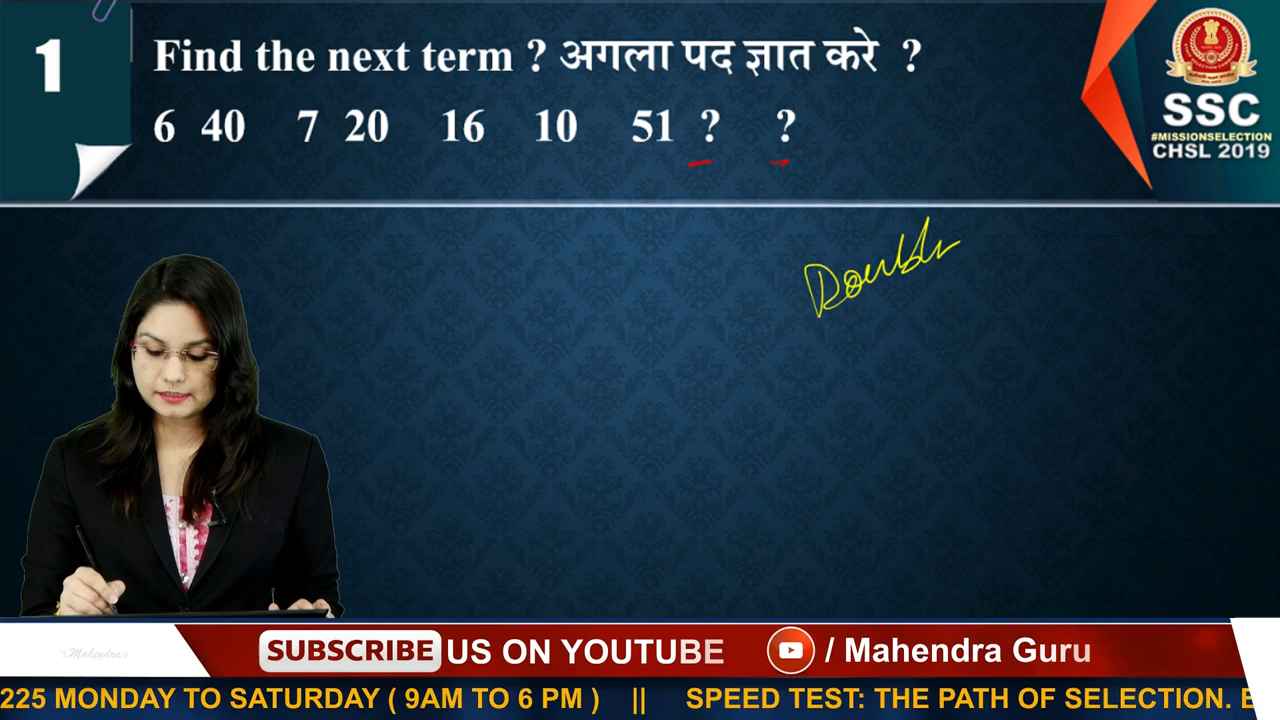 1
Find the next term ? अगला पद ज्ञात करे ?
6 40 7 20 16 10 51 ? ?
SSC
#MISSIONSELECTION
CHSL 2019
Mahendra's
SUBSCRIBE US ON YOUTUBE / Mahendra Guru
225 MONDAY TO SATURDAY ( 9AM TO 6 PM ) || SPEED TEST: THE PATH OF SELECTION. E